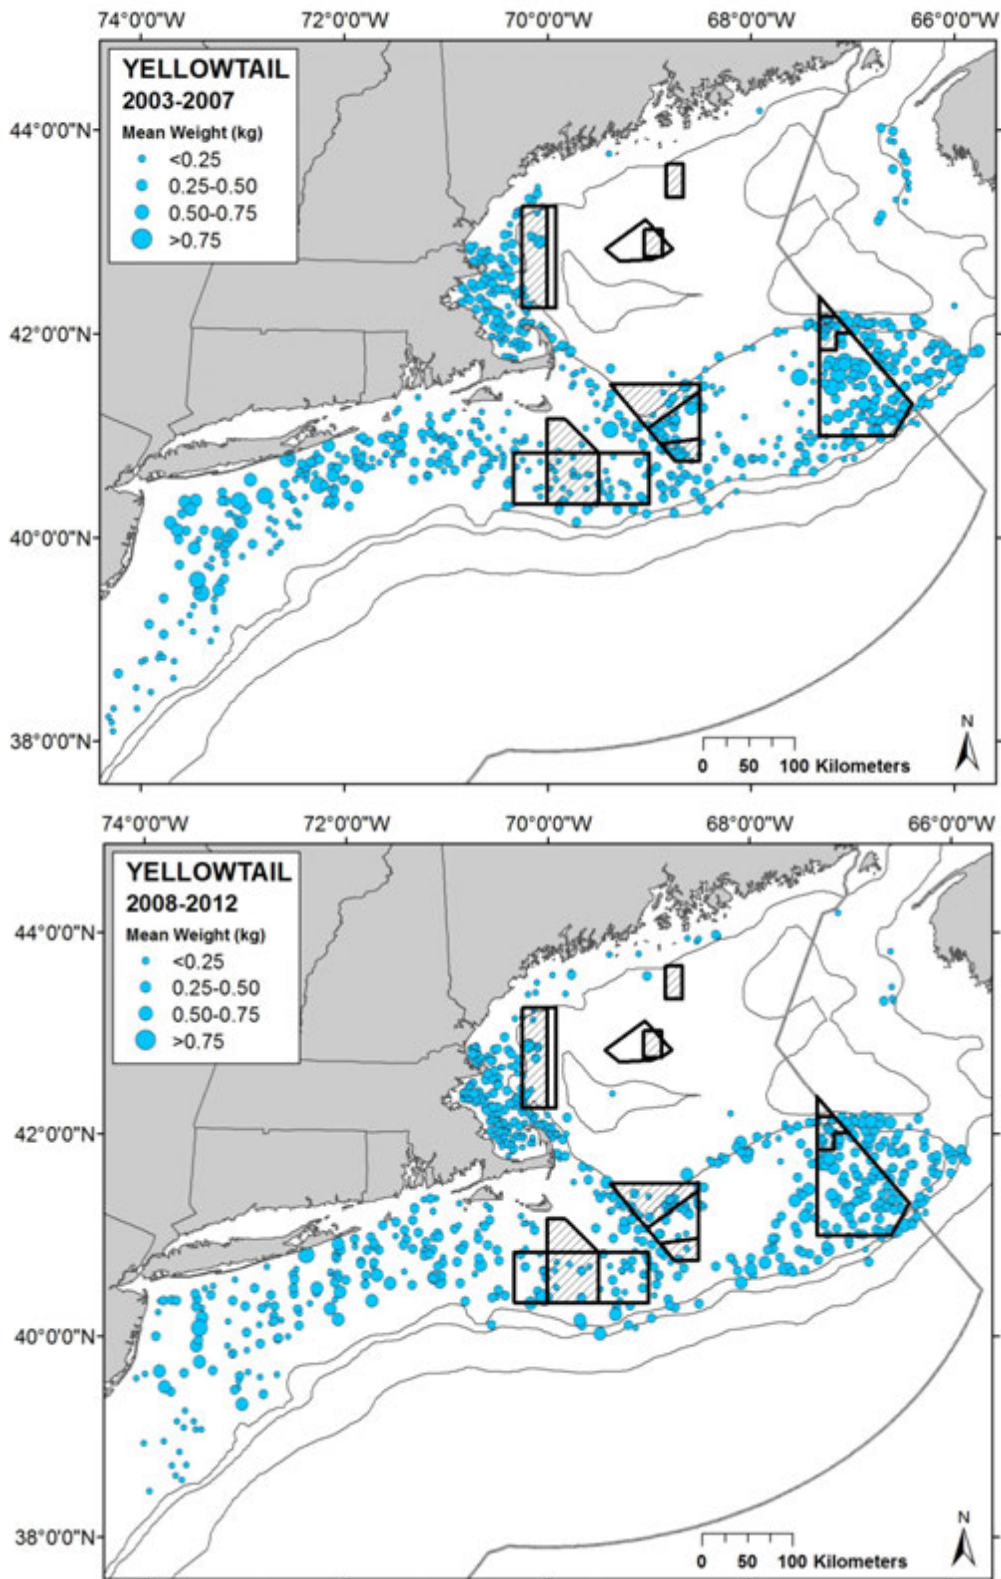 74°0'0"W 72°0'0"W 70°0'0"W 68°0'0"W 66°0'0"W
YELLOWTAIL
2003-2007
Mean Weight (kg)
<0.25
0.25-0.50
0.50-0.75
>0.75
44°0'0"N
42°0'0"N
40°0'0"N
38°0'0"N
N
0 50 100 Kilometers
74°0'0"W 72°0'0"W 70°0'0"W 68°0'0"W 66°0'0"W
YELLOWTAIL
2008-2012
Mean Weight (kg)
<0.25
0.25-0.50
0.50-0.75
>0.75
44°0'0"N
42°0'0"N
40°0'0"N
38°0'0"N
N
0 50 100 Kilometers